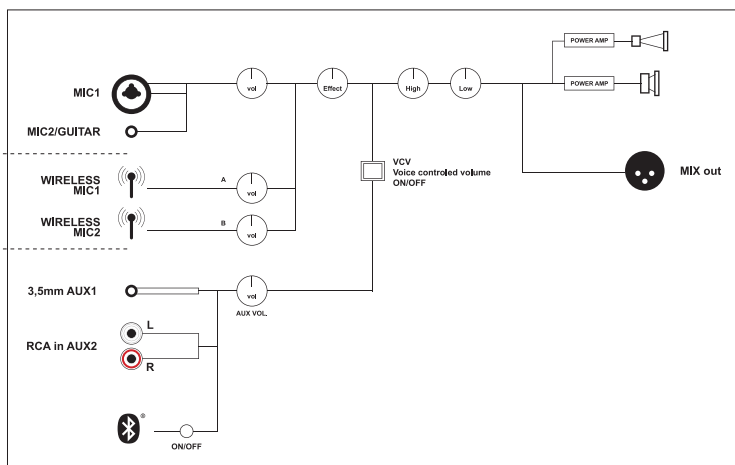 POWER AMP
MIC1
vol
Effect
High
Low
POWER AMP
MIC2/GUITAR
VCV
Voice controled volume
ON/OFF
WIRELESS
MIC1
A
vol
MIX out
WIRELESS
MIC2
B
vol
3,5mm AUX1
vol
AUX VOL.
RCA in AUX2
L
R
®
ON/OFF